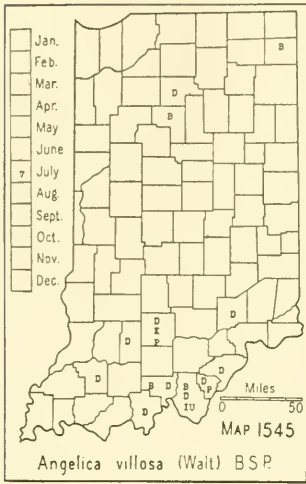 Jan.
Feb.
Mar.
Apr.
May
June
7 July
Aug.
Sept.
Oct.
Nov.
Dec.
B
D
B
D
K
P
D
D
D
D
B D
B
D
IU
D
P
D
Miles
0 50
MAP 1545
Angelica villosa (Walt) B S P.